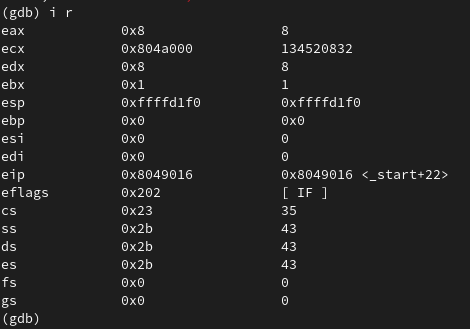 (gdb) i r
eax            0x8                 8
ecx            0x804a000           134520832
edx            0x8                 8
ebx            0x1                 1
esp            0xffffd1f0          0xffffd1f0
ebp            0x0                 0x0
esi            0x0                 0
edi            0x0                 0
eip            0x8049016           0x8049016 <_start+22>
eflags         0x202               [ IF ]
cs             0x23                35
ss             0x2b                43
ds             0x2b                43
es             0x2b                43
fs             0x0                 0
gs             0x0                 0
(gdb)